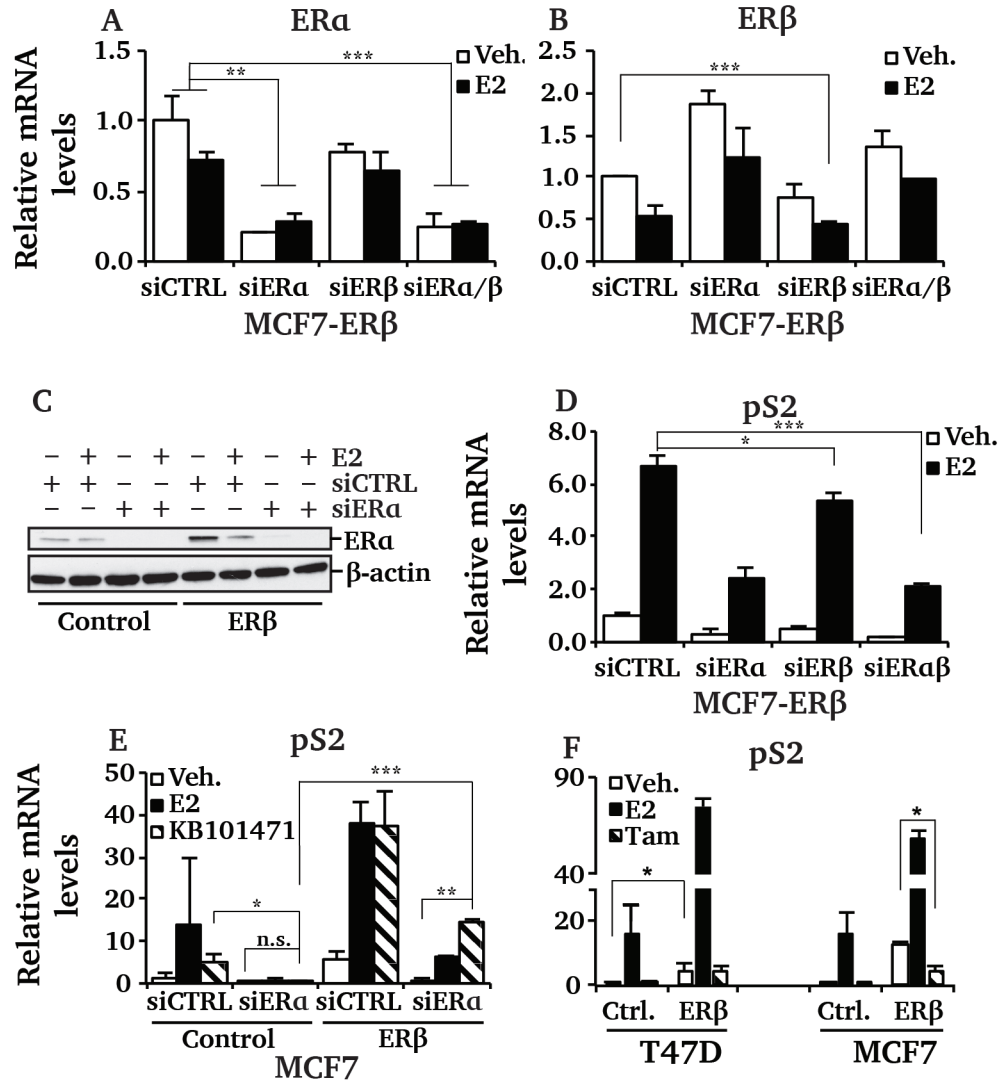 A ERα
1.5
1.0
0.5
0.0
Relative mRNA
levels
*** 
**
Veh.
E2
siCTRL siERα siERβ siERα/β
MCF7-ERβ
B ERβ
2.5
2.0
1.5
1.0
0.5
0.0
***
Veh.
E2
siCTRL siERα siERβ siERα/β
MCF7-ERβ
C
− + − + − + − + E2
+ + − − + + − − siCTRL
− − + + − − + + siERα
ERα
β-actin
Control ERβ
D pS2
8.0
6.0
4.0
2.0
0.0
Relative mRNA
levels
***
*
Veh.
E2
siCTRL siERα siERβ siERαβ
MCF7-ERβ
E pS2
50
40
30
20
10
0
Relative mRNA
levels
Veh.
E2
KB101471
***
*
n.s.
**
siCTRL siERα siCTRL siERα
Control ERβ
MCF7
F pS2
90
40
20
0
Veh.
E2
Tam
*
*
Ctrl. ERβ Ctrl. ERβ
T47D MCF7